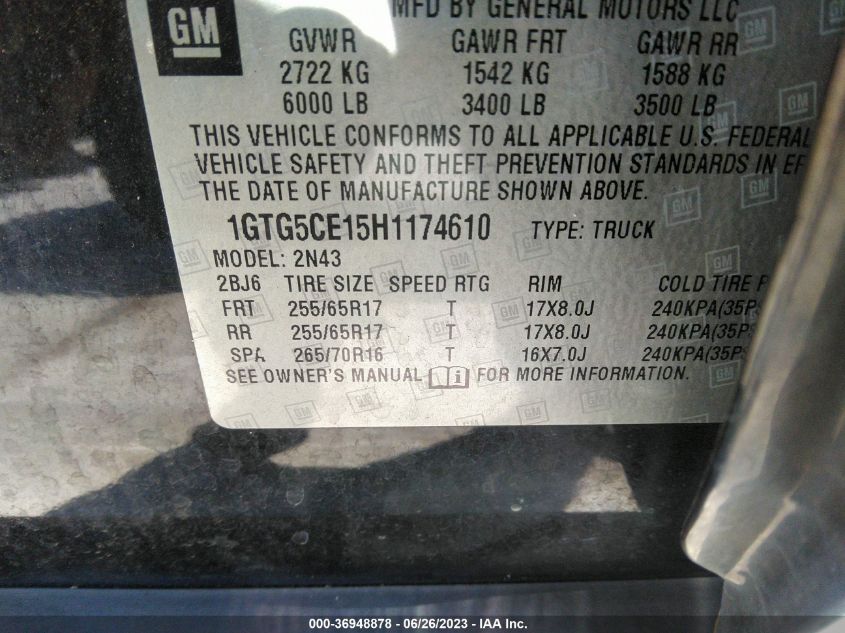 MFD BY GENERAL MOTORS LLC
GM
GVWR GAWR FRT GAWR RR
2722 KG 1542 KG 1588 KG
6000 LB 3400 LB 3500 LB
THIS VEHICLE CONFORMS TO ALL APPLICABLE U.S. FEDERAL
VEHICLE SAFETY AND THEFT PREVENTION STANDARDS IN EF
THE DATE OF MANUFACTURE SHOWN ABOVE.
1GTG5CE15H1174610 TYPE: TRUCK
MODEL: 2N43
2BJ6 TIRE SIZE SPEED RTG RIM COLD TIRE P
FRT 255/65R17 T 17X8.0J 240KPA(35PS
RR 255/65R17 T 17X8.0J 240KPA(35PS
SPA 265/70R16 T 16X7.0J 240KPA(35PS
SEE OWNER'S MANUAL FOR MORE INFORMATION.
000-36948878 - 06/26/2023 - © IAA, Inc.